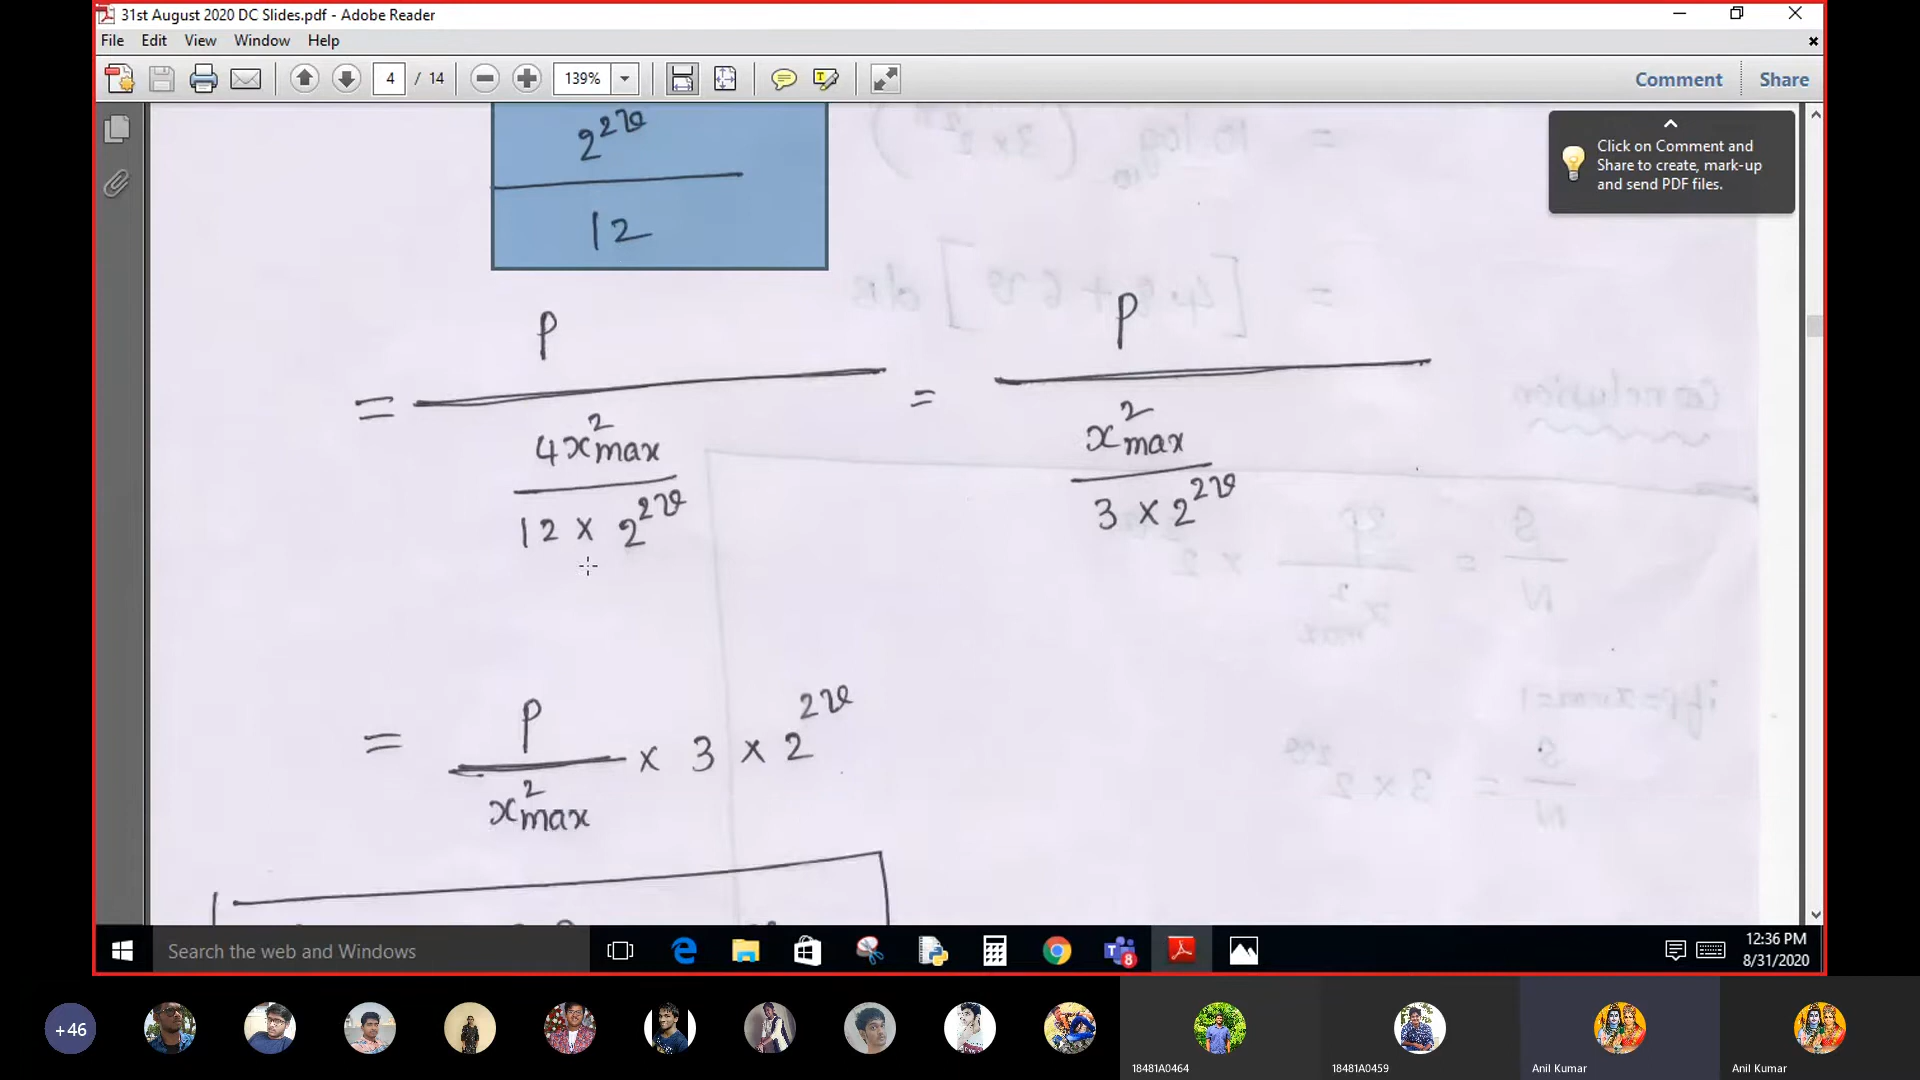 31st August 2020 DC Slides.pdf - Adobe Reader
File Edit View Window Help
4 / 14 139% Comment Share
Click on Comment and
Share to create, mark-up
and send PDF files.
2^{2v}
12
= P / (4x²max / (12 × 2^{2v})) = P / (x²max / (3 × 2^{2v}))
= P / x²max × 3 × 2^{2v}
Search the web and Windows
8
12:36 PM
8/31/2020
+46
18481A0464 18481A0459 Anil Kumar Anil Kumar